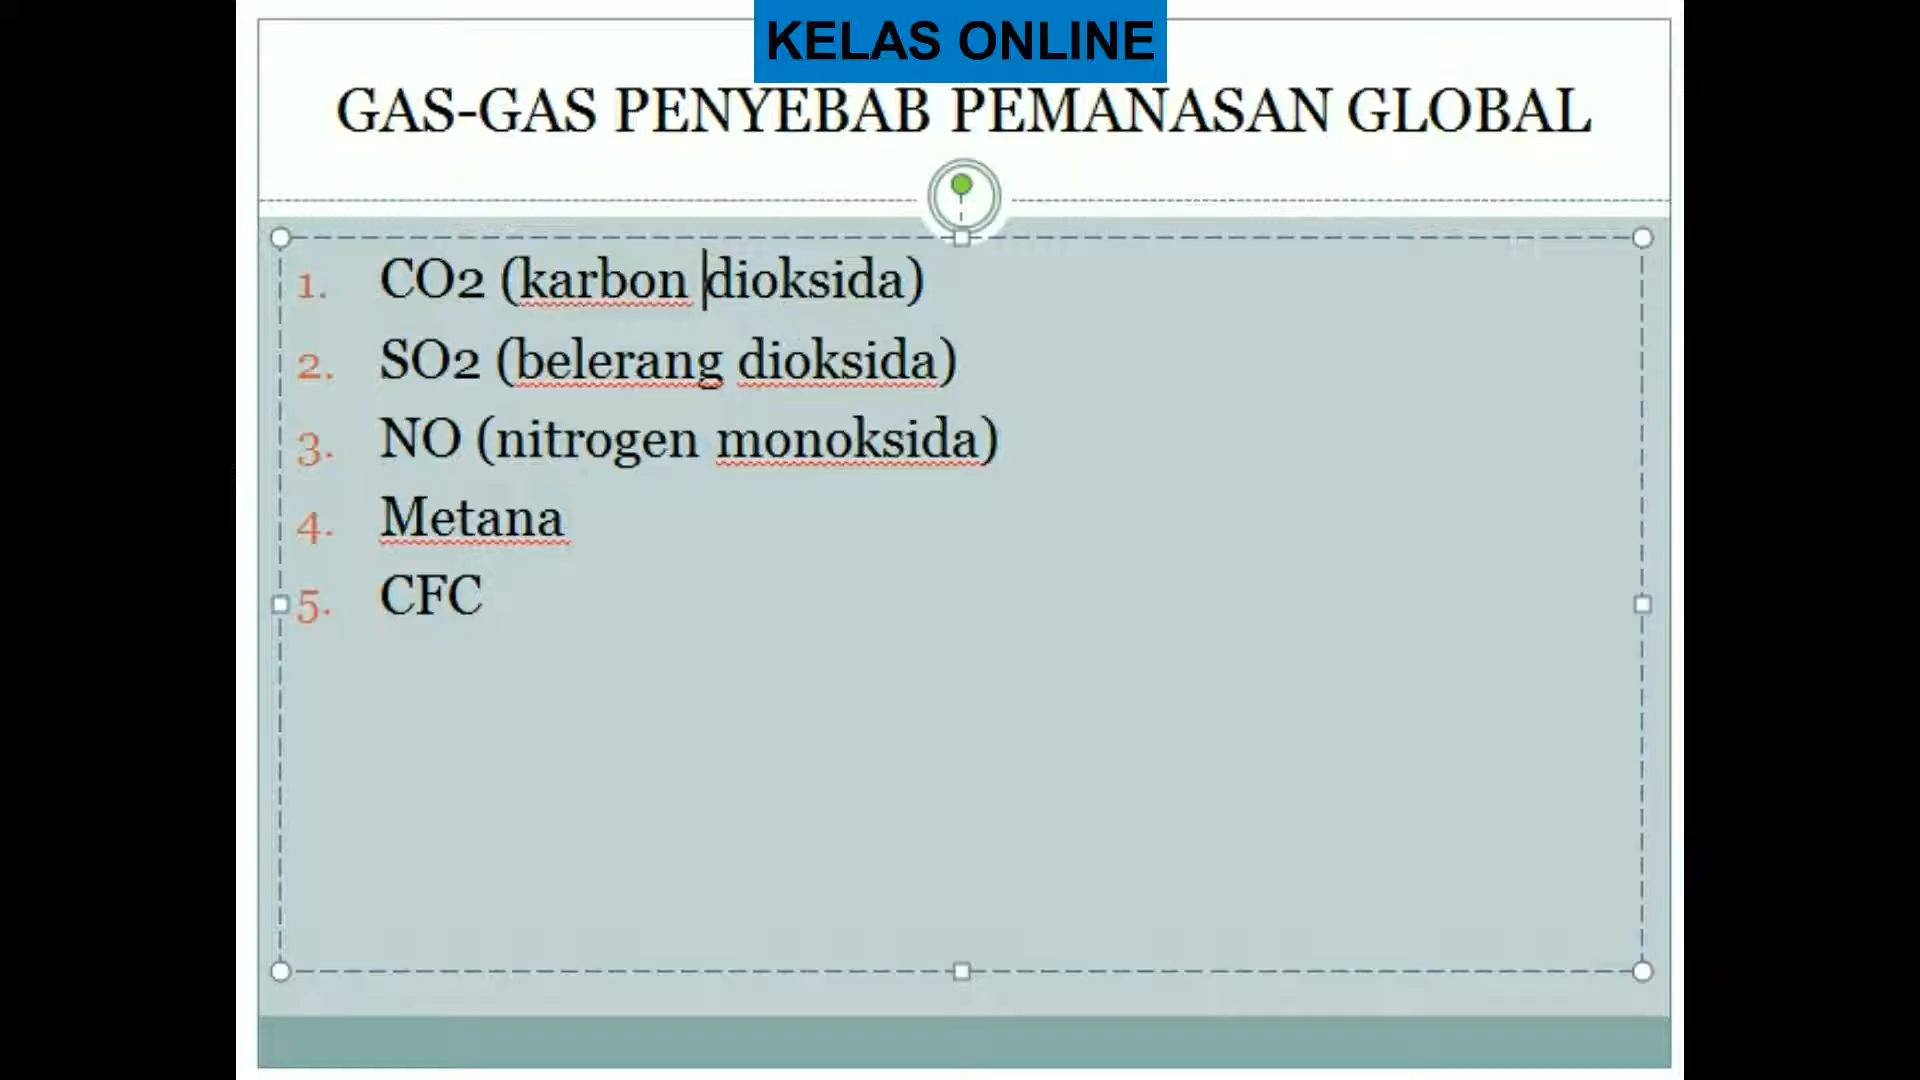 KELAS ONLINE
GAS-GAS PENYEBAB PEMANASAN GLOBAL
1. CO2 (karbon dioksida)
2. SO2 (belerang dioksida)
3. NO (nitrogen monoksida)
4. Metana
5. CFC